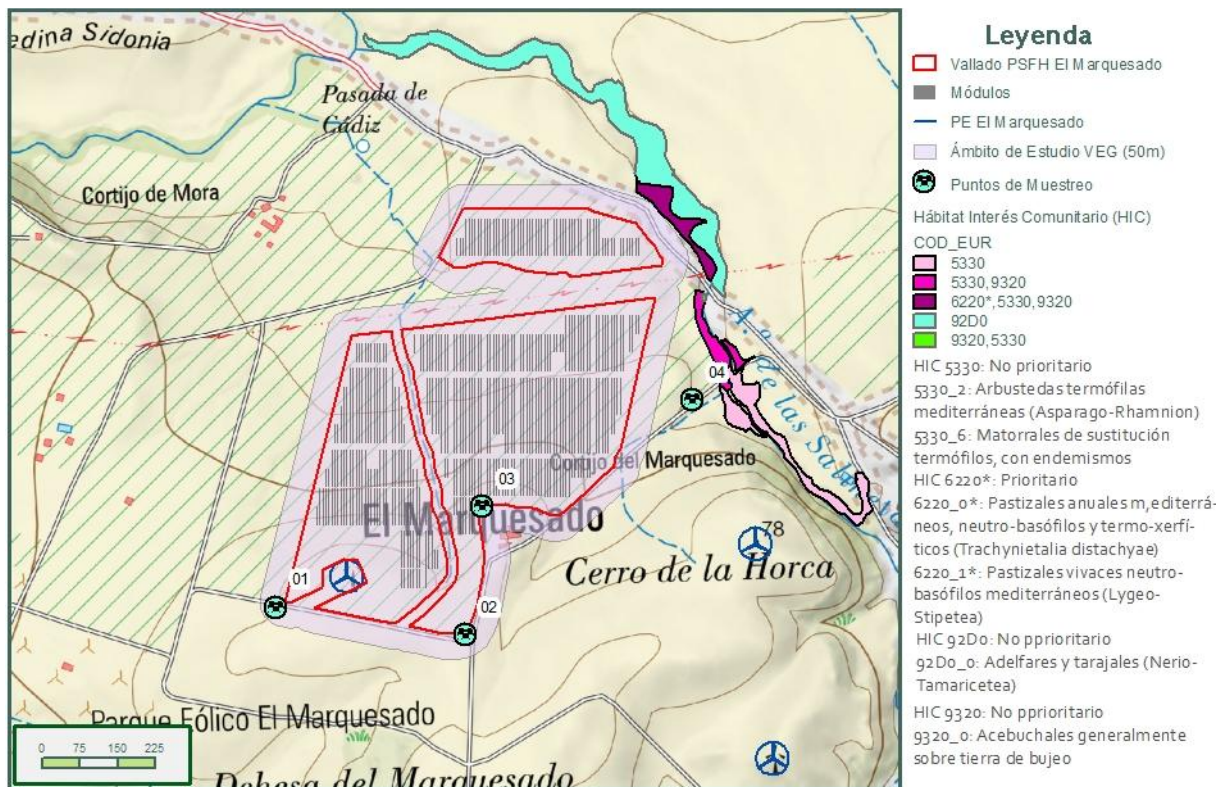 edina Sidonia
Pasada de
Cádiz
Cortijo de Mora
A.º de las Sali
04
Cortijo del Marquesado
03
El Marquesado
78
01
Cerro de la Horca
02
Parque Eólico El Marquesado
0 75 150 225
Dehesa del Marquesado
Leyenda
Vallado PSFH El Marquesado
Módulos
PE El Marquesado
Ámbito de Estudio VEG (50m)
Puntos de Muestreo
Hábitat Interés Comunitario (HIC)
COD_EUR
5330
5330,9320
6220*,5330,9320
92D0
9320,5330
HIC 5330: No prioritario
5330_2: Arbustedas termófilas
mediterráneas (Asparago-Rhamnion)
5330_6: Matorrales de sustitución
termófilos, con endemismos
HIC 6220*: Prioritario
6220_0*: Pastizales anuales m,editerrá-
neos, neutro-basófilos y termo-xerfí-
ticos (Trachynietalia distachyae)
6220_1*: Pastizales vivaces neutro-
basófilos mediterráneos (Lygeo-
Stipetea)
HIC 92D0: No pprioritario
92D0_0: Adelfares y tarajales (Nerio-
Tamaricetea)
HIC 9320: No pprioritario
9320_0: Acebuchales generalmente
sobre tierra de bujeo